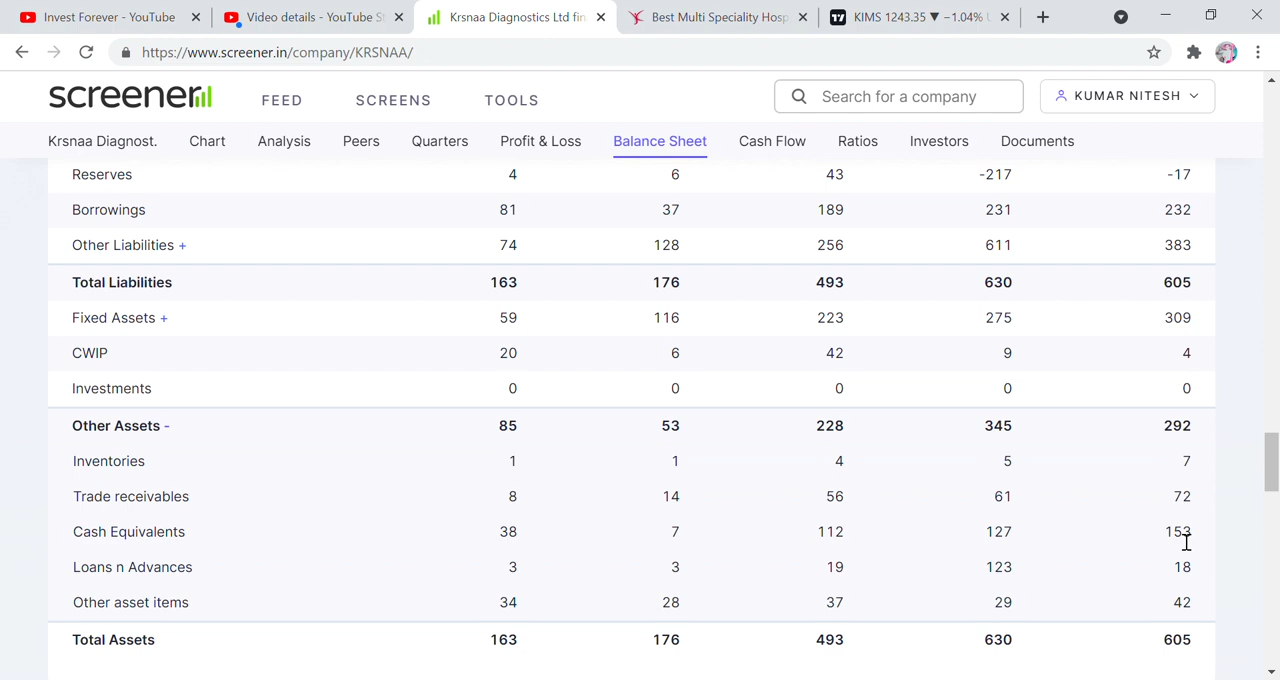 Invest Forever - YouTube
Video details - YouTube St
Krsnaa Diagnostics Ltd fin
Best Multi Speciality Hosp
KIMS 1243.35 ▼ −1.04% U
https://www.screener.in/company/KRSNAA/
screener
FEED SCREENS TOOLS
Search for a company
KUMAR NITESH
Krsnaa Diagnost. Chart Analysis Peers Quarters Profit & Loss Balance Sheet Cash Flow Ratios Investors Documents
Reserves 4 6 43 -217 -17
Borrowings 81 37 189 231 232
Other Liabilities + 74 128 256 611 383
Total Liabilities 163 176 493 630 605
Fixed Assets + 59 116 223 275 309
CWIP 20 6 42 9 4
Investments 0 0 0 0 0
Other Assets - 85 53 228 345 292
Inventories 1 1 4 5 7
Trade receivables 8 14 56 61 72
Cash Equivalents 38 7 112 127 153
Loans n Advances 3 3 19 123 18
Other asset items 34 28 37 29 42
Total Assets 163 176 493 630 605